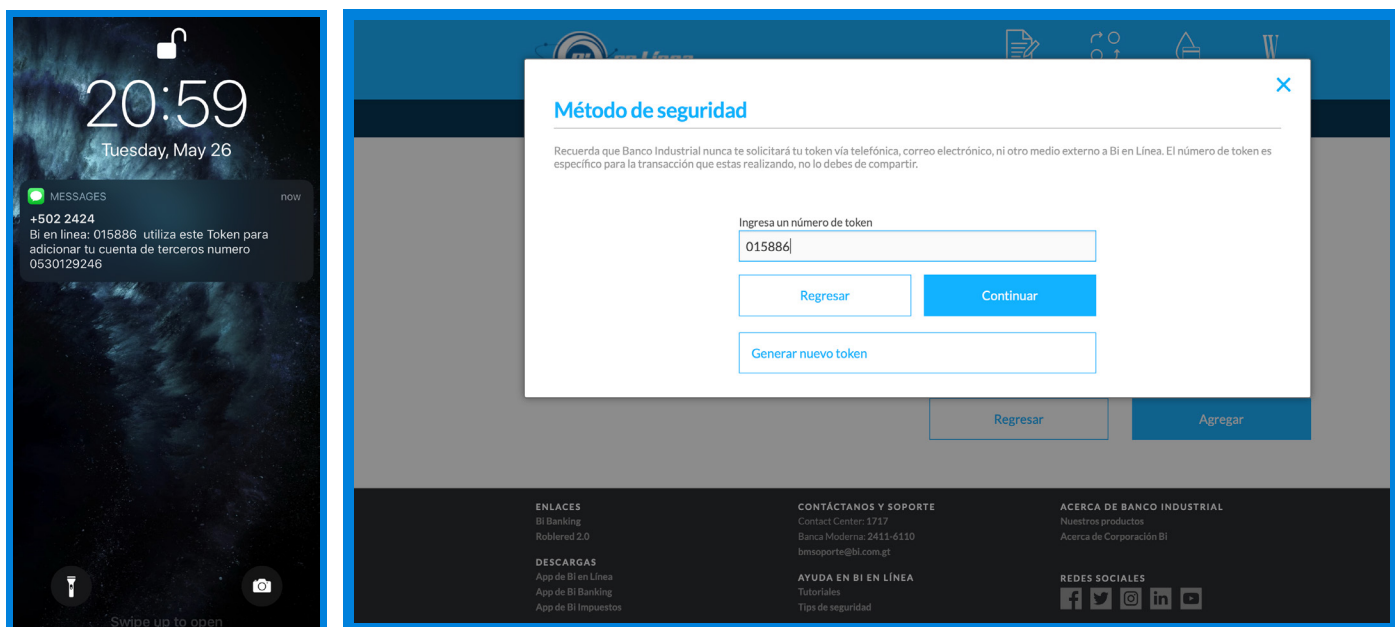 20:59
Tuesday, May 26
MESSAGES now
+502 2424
Bi en linea: 015886 utiliza este Token para
adicionar tu cuenta de terceros numero
0530129246
Swipe up to open
Bi en Línea
Método de seguridad
Recuerda que Banco Industrial nunca te solicitará tu token vía telefónica, correo electrónico, ni otro medio externo a Bi en Línea. El número de token es
específico para la transacción que estas realizando, no lo debes de compartir.
Ingresa un número de token
015886
Regresar Continuar
Generar nuevo token
Regresar Agregar
ENLACES
Bi Banking
Roblered 2.0
DESCARGAS
App de Bi en Línea
App de Bi Banking
App de Bi Impuestos
CONTÁCTANOS Y SOPORTE
Contact Center: 1717
Banca Moderna: 2411-6110
bmsoporte@bi.com.gt
AYUDA EN BI EN LÍNEA
Tutoriales
Tips de seguridad
ACERCA DE BANCO INDUSTRIAL
Nuestros productos
Acerca de Corporación Bi
REDES SOCIALES